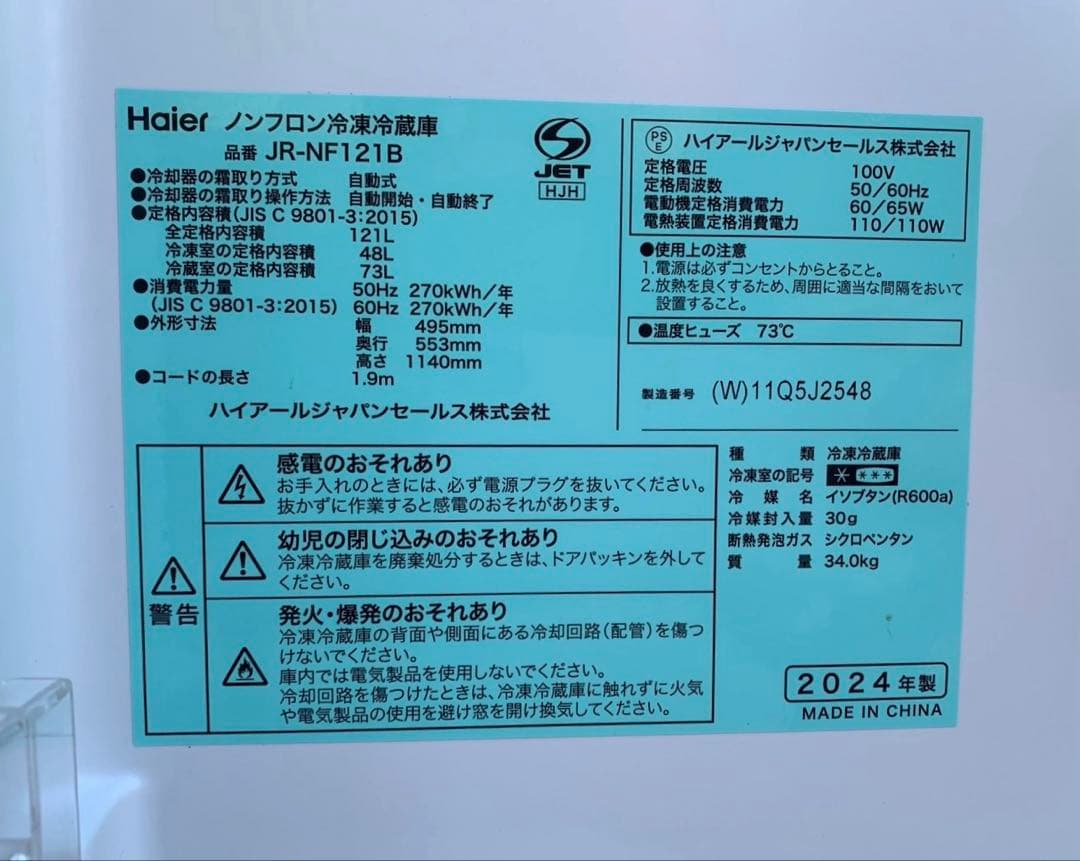 Haier ノンフロン冷凍冷蔵庫
品番 JR-NF121B
●冷却器の霜取り方式 自動式
●冷却器の霜取り操作方法 自動開始・自動終了
●定格内容積(JIS C 9801-3:2015)
全定格内容積 121L
冷凍室の定格内容積 48L
冷蔵室の定格内容積 73L
●消費電力量 50Hz 270kWh/年
(JIS C 9801-3:2015) 60Hz 270kWh/年
●外形寸法 幅 495mm
奥行 553mm
高さ 1140mm
●コードの長さ 1.9m
ハイアールジャパンセールス株式会社
S
JET
HJH
PS
E
ハイアールジャパンセールス株式会社
定格電圧 100V
定格周波数 50/60Hz
電動機定格消費電力 60/65W
電熱装置定格消費電力 110/110W
●使用上の注意
1.電源は必ずコンセントからとること。
2.放熱を良くするため、周囲に適当な間隔をおいて
設置すること。
●温度ヒューズ 73℃
製造番号 (W)11Q5J2548
警告
感電のおそれあり
お手入れのときには、必ず電源プラグを抜いてください。
抜かずに作業すると感電のおそれがあります。
幼児の閉じ込みのおそれあり
冷凍冷蔵庫を廃棄処分するときは、ドアパッキンを外して
ください。
発火・爆発のおそれあり
冷凍冷蔵庫の背面や側面にある冷却回路(配管)を傷つ
けないでください。
庫内では電気製品を使用しないでください。
冷却回路を傷つけたときは、冷凍冷蔵庫に触れずに火気
や電気製品の使用を避け窓を開け換気してください。
種類 冷凍冷蔵庫
冷凍室の記号 * ***
冷媒名 イソブタン(R600a)
冷媒封入量 30g
断熱発泡ガス シクロペンタン
質量 34.0kg
2024年製
MADE IN CHINA